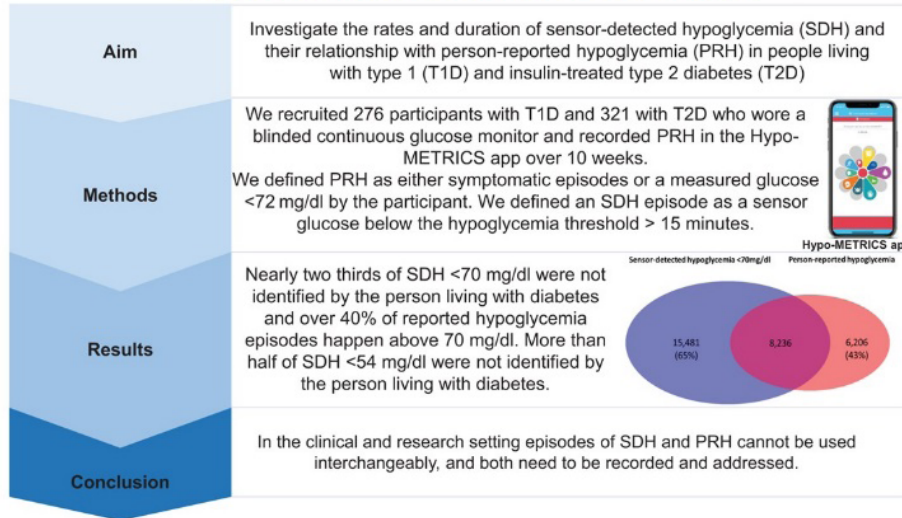 Aim
Investigate the rates and duration of sensor-detected hypoglycemia (SDH) and
their relationship with person-reported hypoglycemia (PRH) in people living
with type 1 (T1D) and insulin-treated type 2 diabetes (T2D)
Methods
We recruited 276 participants with T1D and 321 with T2D who wore a
blinded continuous glucose monitor and recorded PRH in the Hypo-
METRICS app over 10 weeks.
We defined PRH as either symptomatic episodes or a measured glucose
<72 mg/dl by the participant. We defined an SDH episode as a sensor
glucose below the hypoglycemia threshold > 15 minutes.
Hypo-METRICS ap
Results
Nearly two thirds of SDH <70 mg/dl were not
identified by the person living with diabetes
and over 40% of reported hypoglycemia
episodes happen above 70 mg/dl. More than
half of SDH <54 mg/dl were not identified by
the person living with diabetes.
Sensor-detected hypoglycemia <70mg/dl
Person-reported hypoglycemia
15,481
(65%)
8,236
6,206
(43%)
Conclusion
In the clinical and research setting episodes of SDH and PRH cannot be used
interchangeably, and both need to be recorded and addressed.